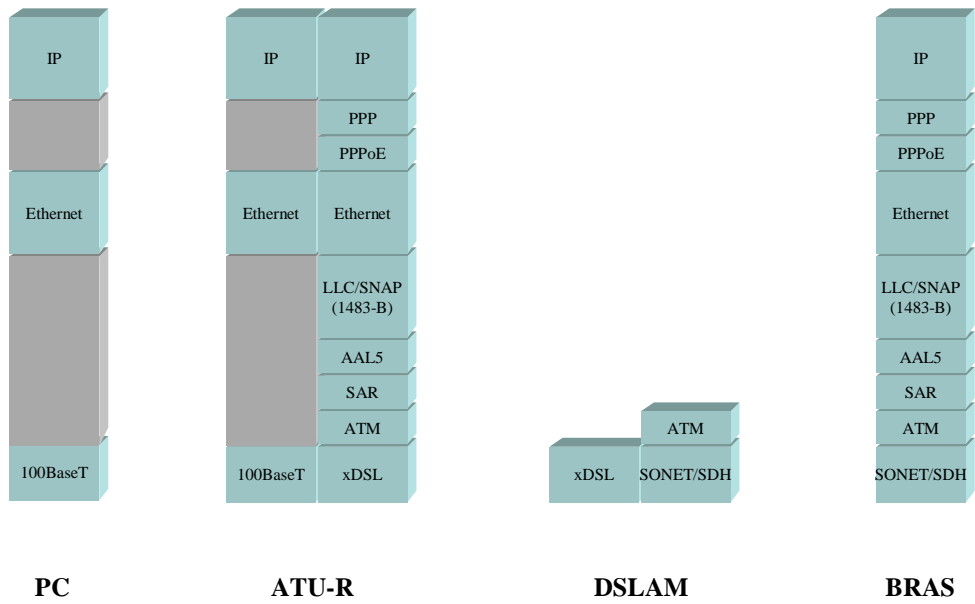 IP
Ethernet
100BaseT
PC
IP
Ethernet
100BaseT
IP
PPP
PPPoE
Ethernet
LLC/SNAP
(1483-B)
AAL5
SAR
ATM
xDSL
ATU-R
xDSL
ATM
SONET/SDH
DSLAM
IP
PPP
PPPoE
Ethernet
LLC/SNAP
(1483-B)
AAL5
SAR
ATM
SONET/SDH
BRAS